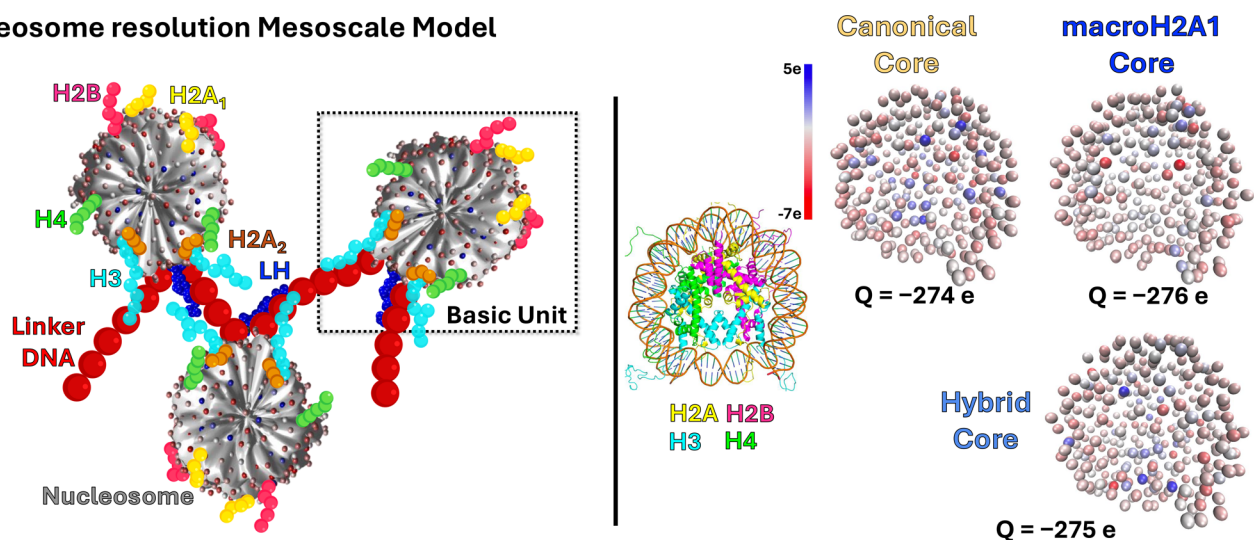 eosome resolution Mesoscale Model
H2B
H2A₁
H4
H2A₂
H3
LH
Linker
DNA
Basic Unit
Nucleosome
H2A H2B
H3 H4
5e
-7e
Canonical
Core
Q = −274 e
macroH2A1
Core
Q = −276 e
Hybrid
Core
Q = −275 e